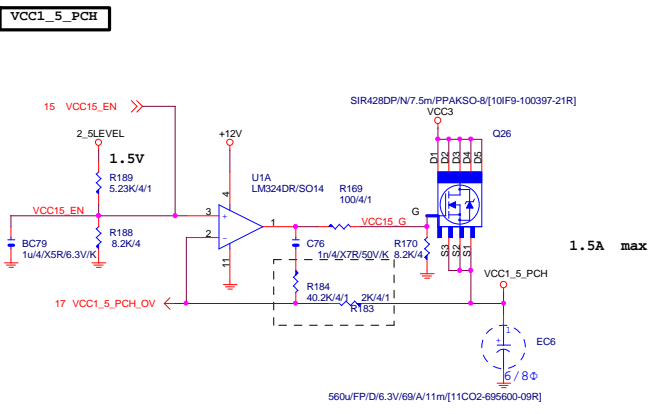 VCC1_5_PCH
15 VCC15_EN
SIR428DP/N/7.5m/PPAKSO-8/[10IF9-100397-21R]
VCC3
2_5LEVEL
+12V
Q26
1.5V
D1 D2 D3 D4 D5
R189
5.23K/4/1
U1A
LM324DR/SO14
R169
100/4/1
4
VCC15_EN
3
+
1
VCC15_G
G
2
-
BC79
1u/4/X5R/6.3V/K
R188
8.2K/4
C76
1n/4/X7R/50V/K
R170
8.2K/4
S3 S2 S1
1.5A max
11
VCC1_5_PCH
R184
40.2K/4/1
2K/4/1
R183
17 VCC1_5_PCH_OV
1
+
EC6
6/8Φ
560u/FP/D/6.3V/69/A/11m/[11CO2-695600-09R]